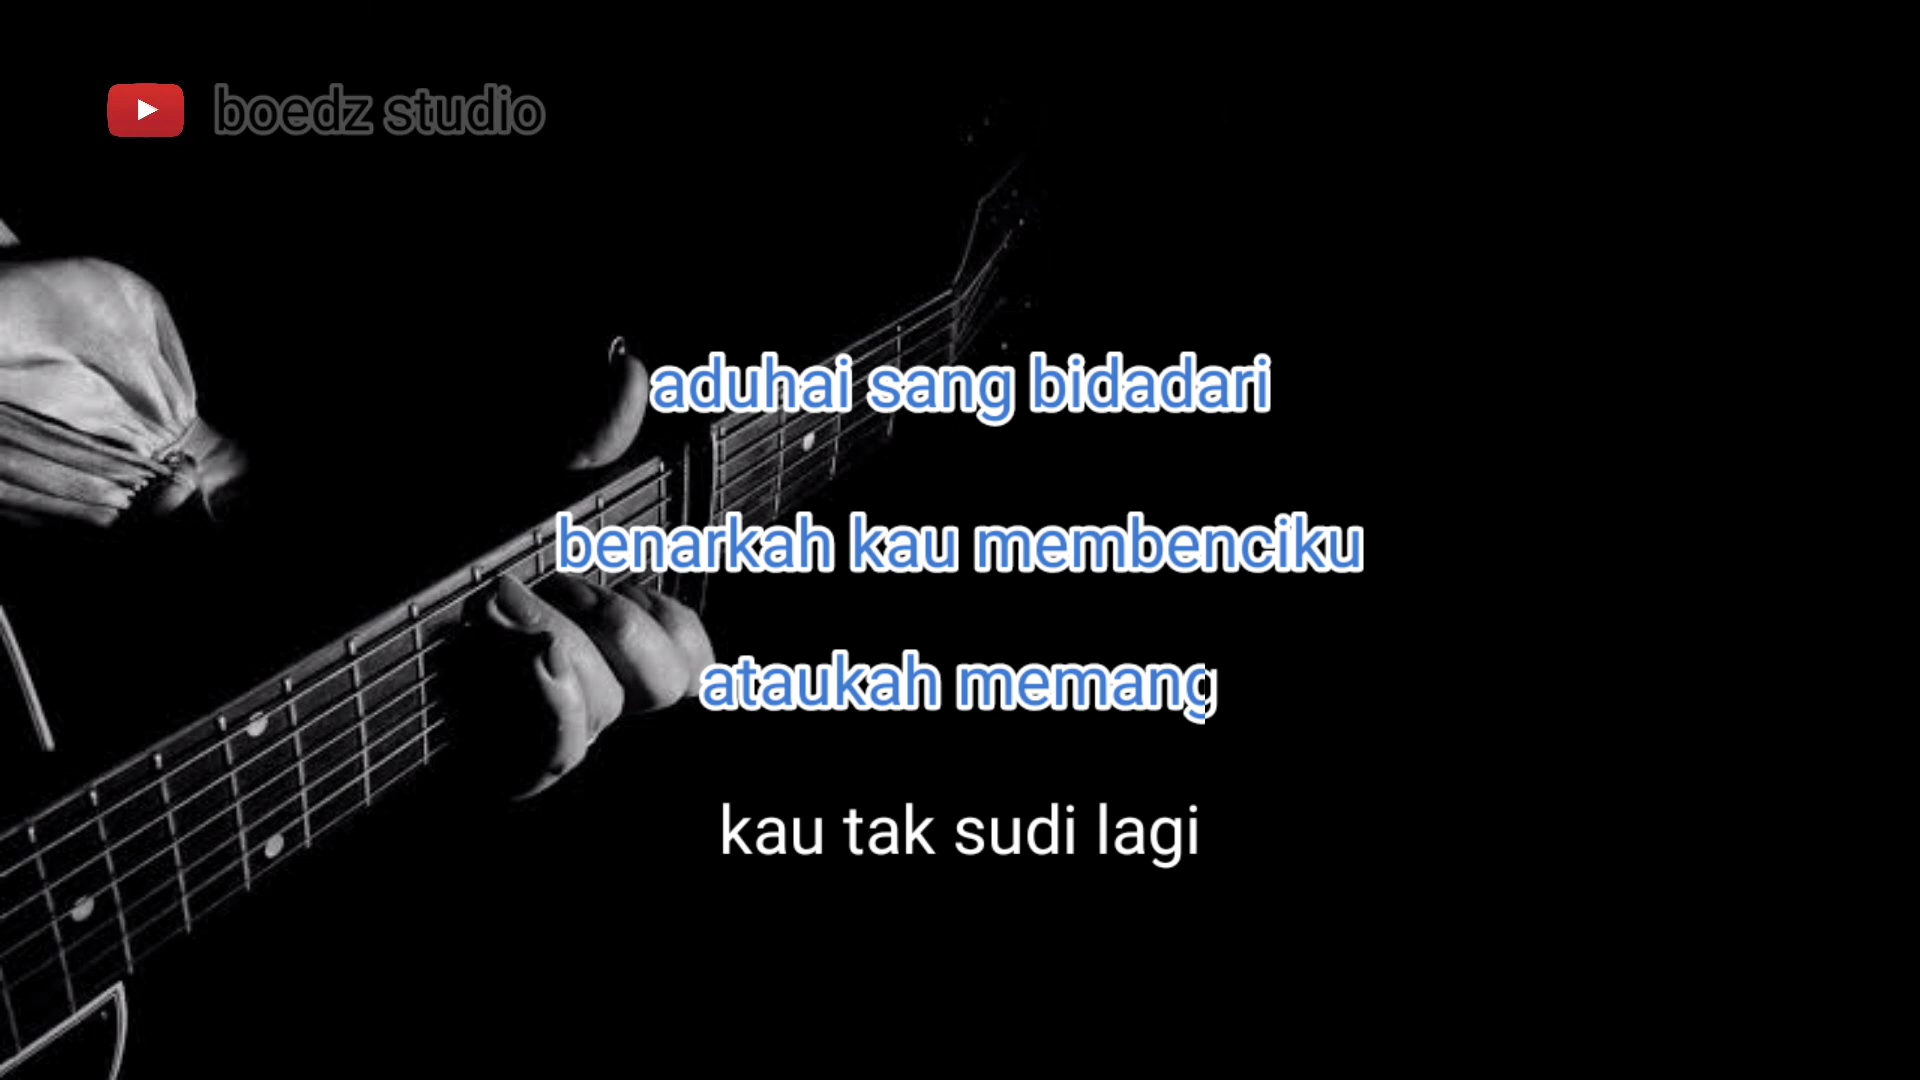 boedz studio
aduhai sang bidadari
benarkah kau membenciku
ataukah memang
kau tak sudi lagi